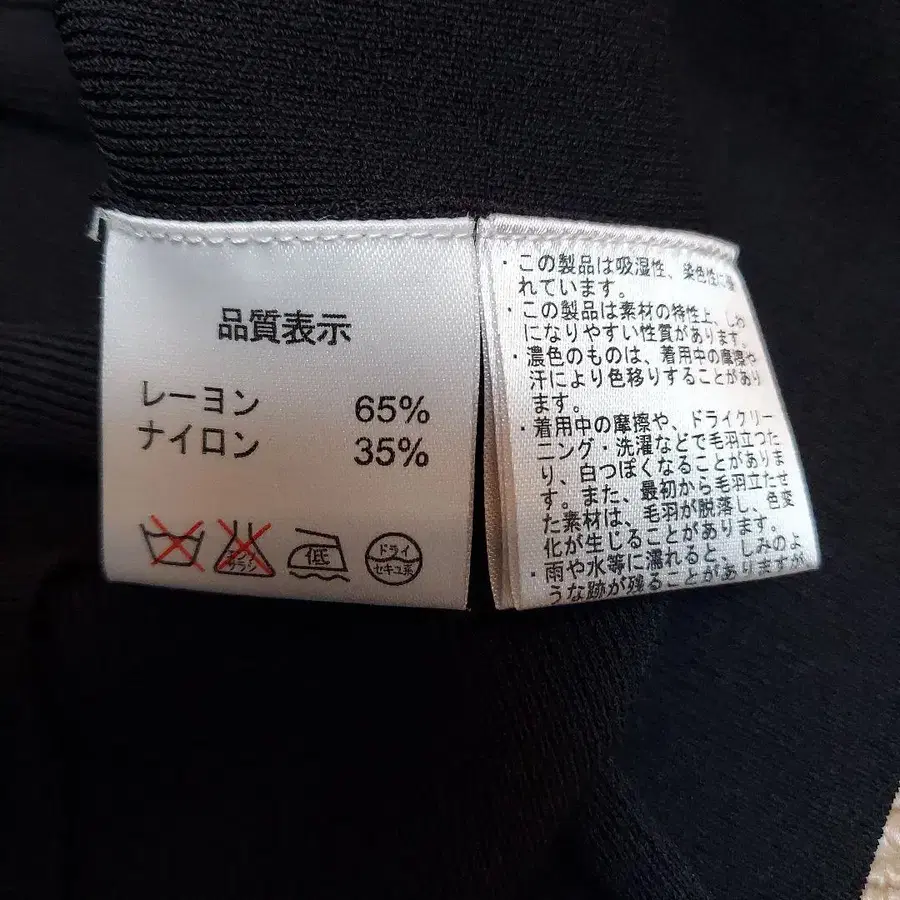 品質表示
レーヨン 65%
ナイロン 35%
低
ドライ
セキユ系
・この製品は吸湿性、染色性に優
れています。
・この製品は素材の特性上、しわ
になりやすい性質があります。
・濃色のものは、着用中の摩擦や
汗により色移りすることがあり
ます。
・着用中の摩擦や、ドライクリー
ニング・洗濯などで毛羽立った
り、白っぽくなることがありま
す。また、最初から毛羽立たせ
た素材は、毛羽が脱落し、色変
化が生じることがあります。
・雨や水等に濡れると、しみのよ
うな跡が残ることがありますが